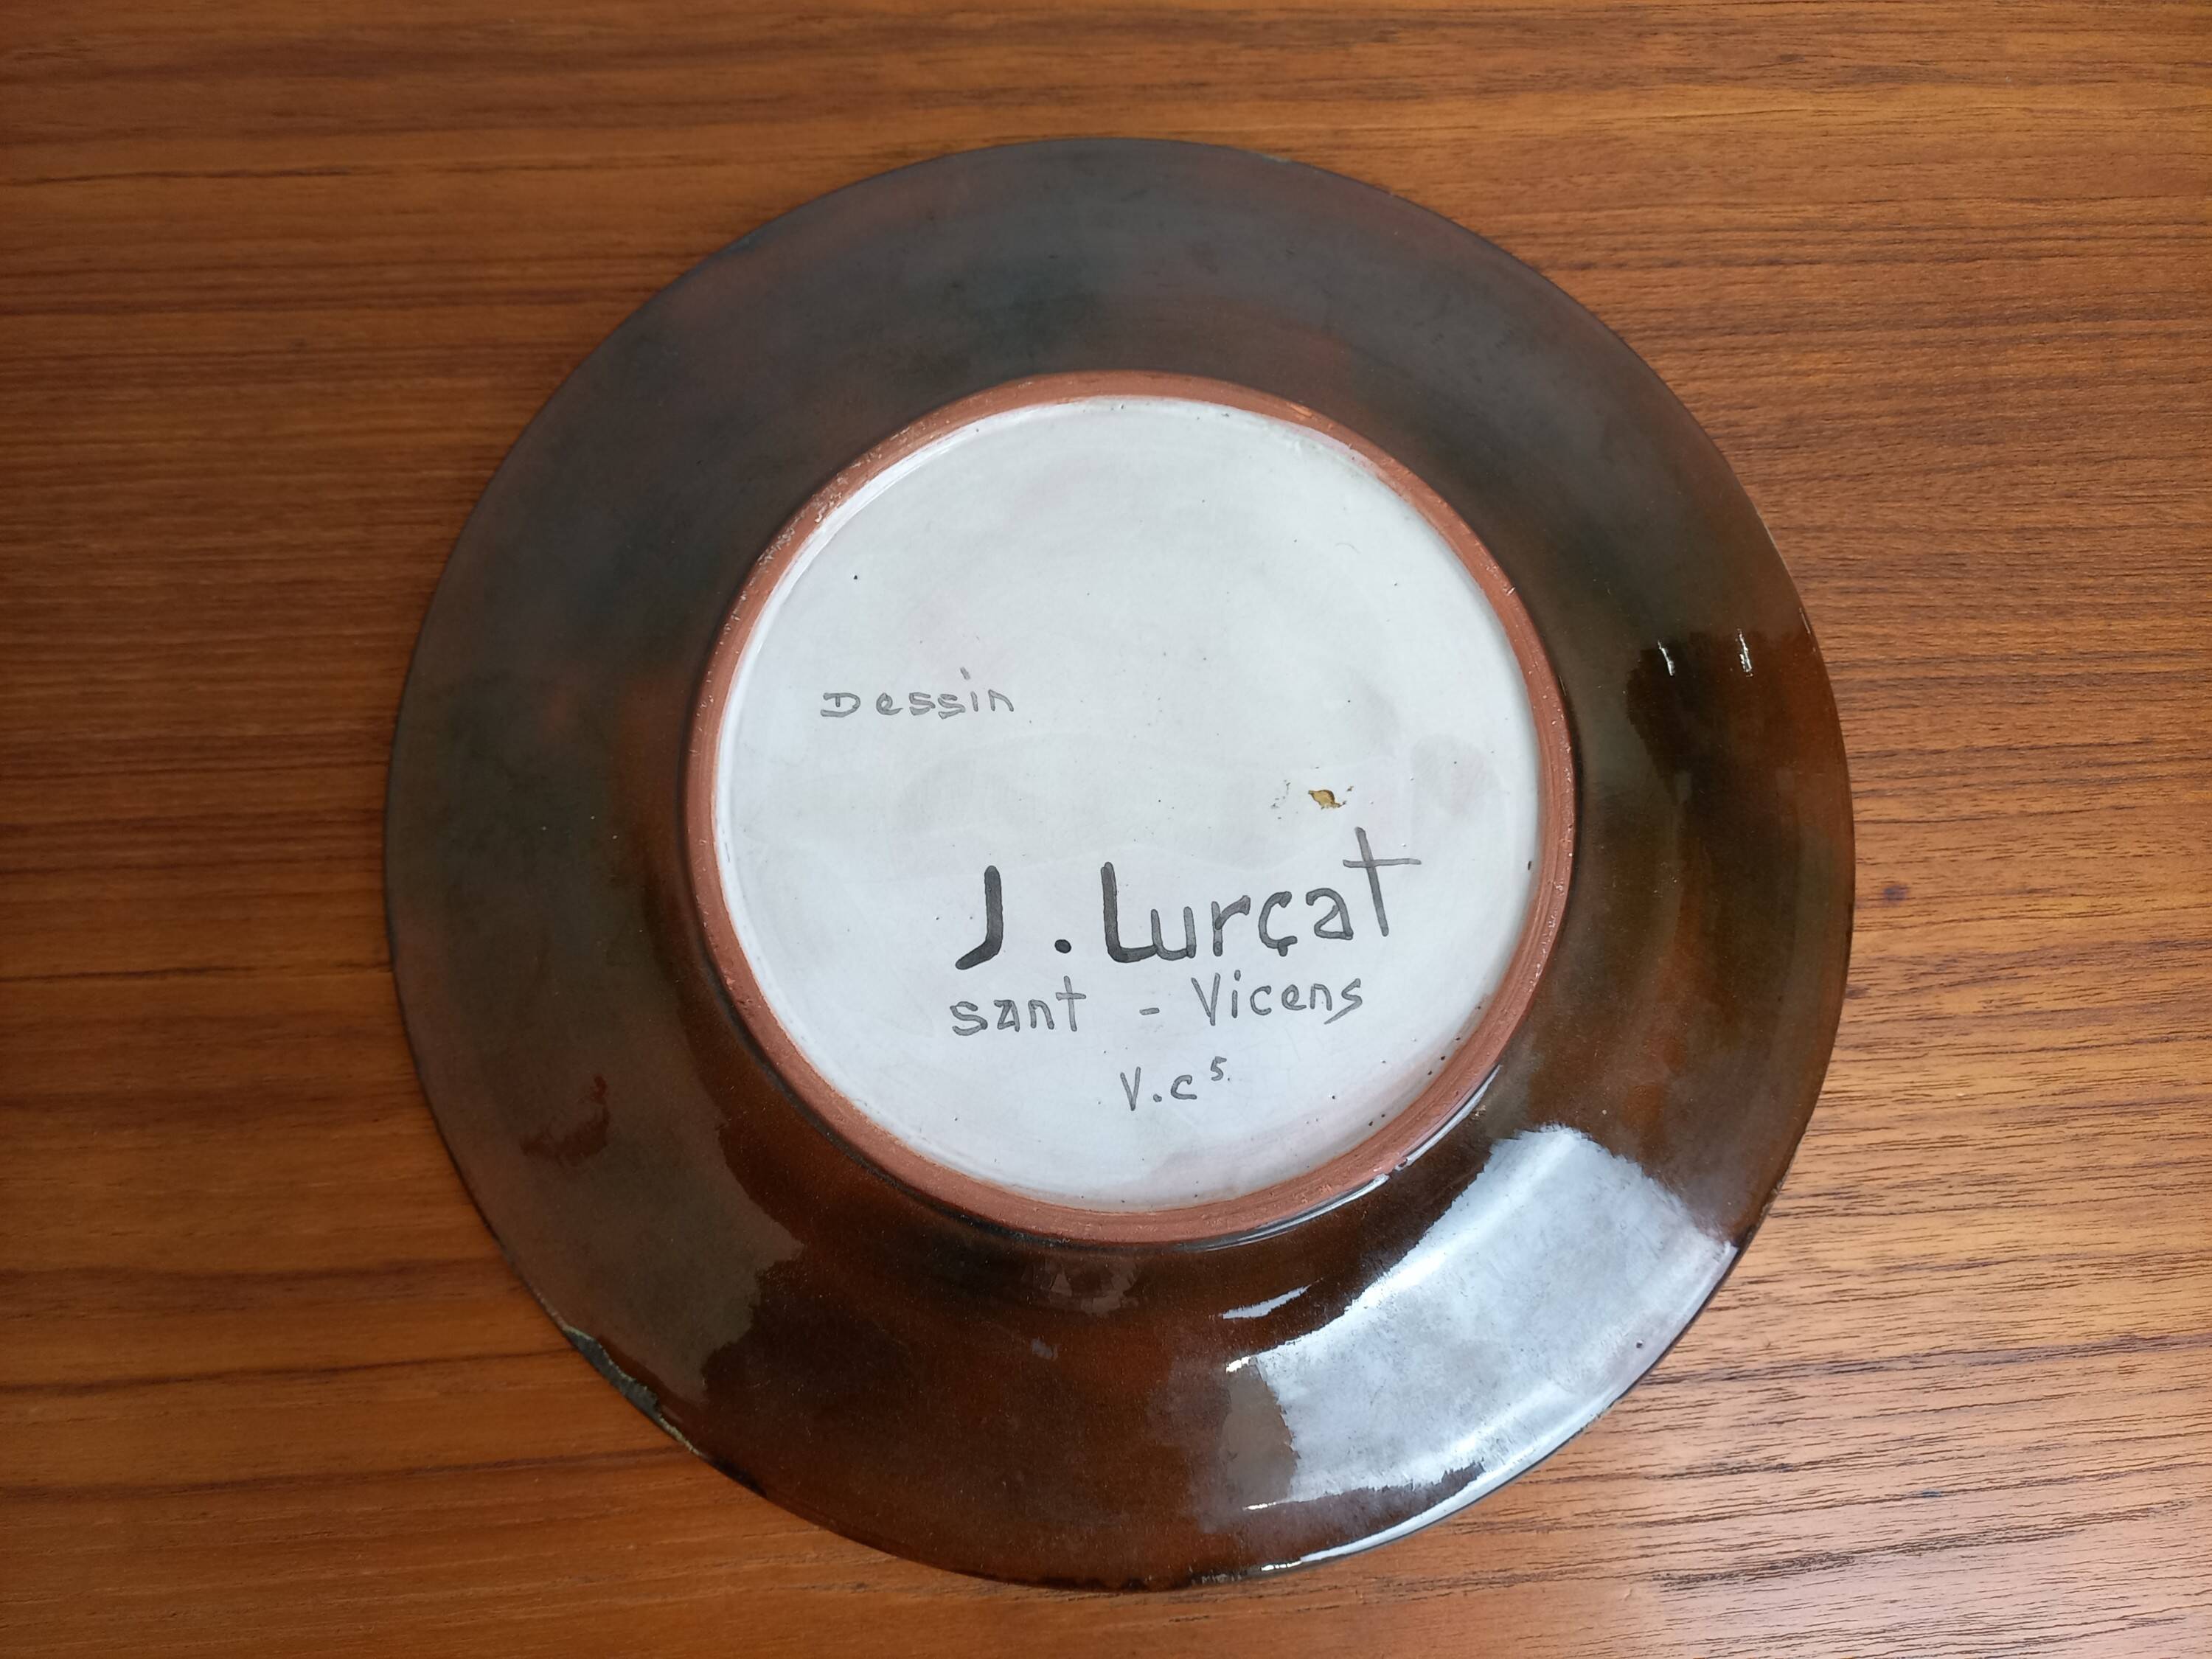 Dessin
J. Lurçat
sant - Vicens
V.c⁵.